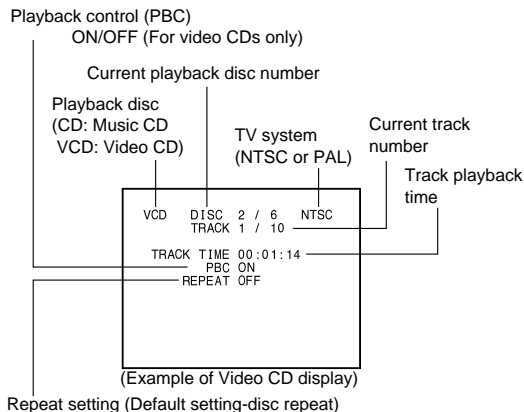 Playback control (PBC)
ON/OFF (For video CDs only)
Current playback disc number
Playback disc
(CD: Music CD
VCD: Video CD)
TV system
(NTSC or PAL)
Current track
number
Track playback
time
VCD DISC 2 / 6 NTSC
TRACK 1 / 10
TRACK TIME 00:01:14
PBC ON
REPEAT OFF
(Example of Video CD display)
Repeat setting (Default setting-disc repeat)